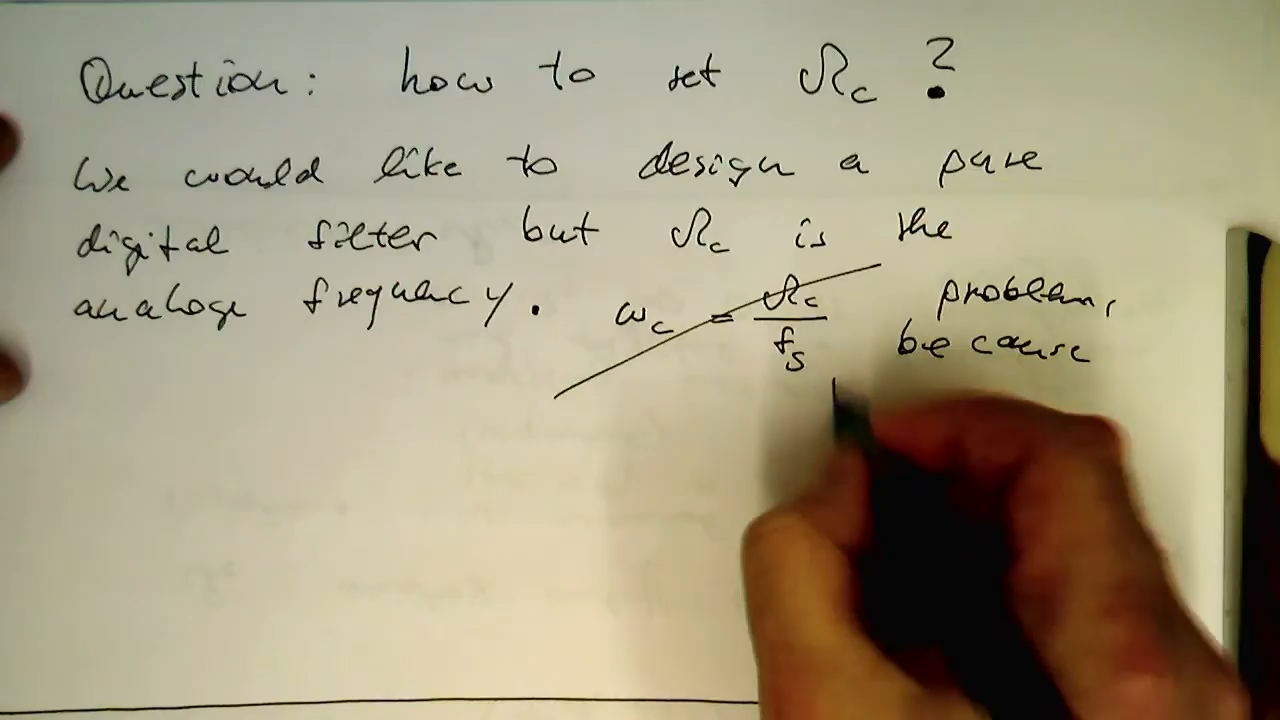 Question: how to set Ωc ?
We would like to design a pure
digital filter but Ωc is the
analoge frequency. ωc = Ωc / fs problem,
because